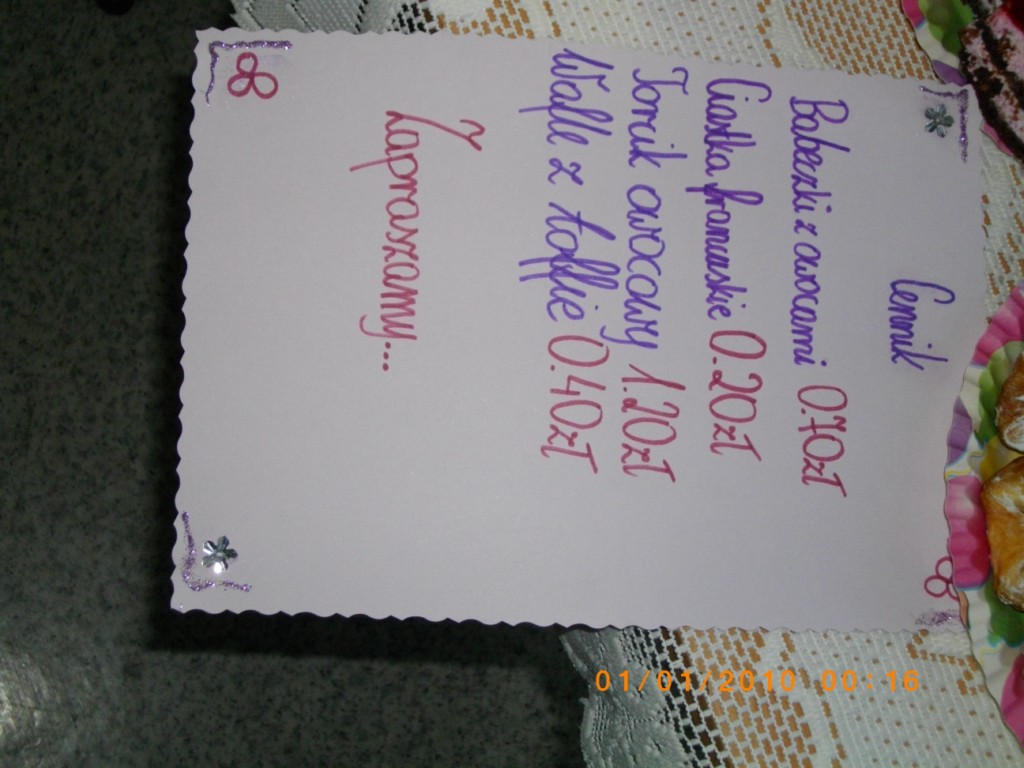 Cennik
Babeczki z owocami 0.70zł
Ciastka francuskie 0.20zł
Torcik owocowy 1.20zł
Wafle z toffie 0.40zł
Zapraszamy...
01/01/2010 00:16